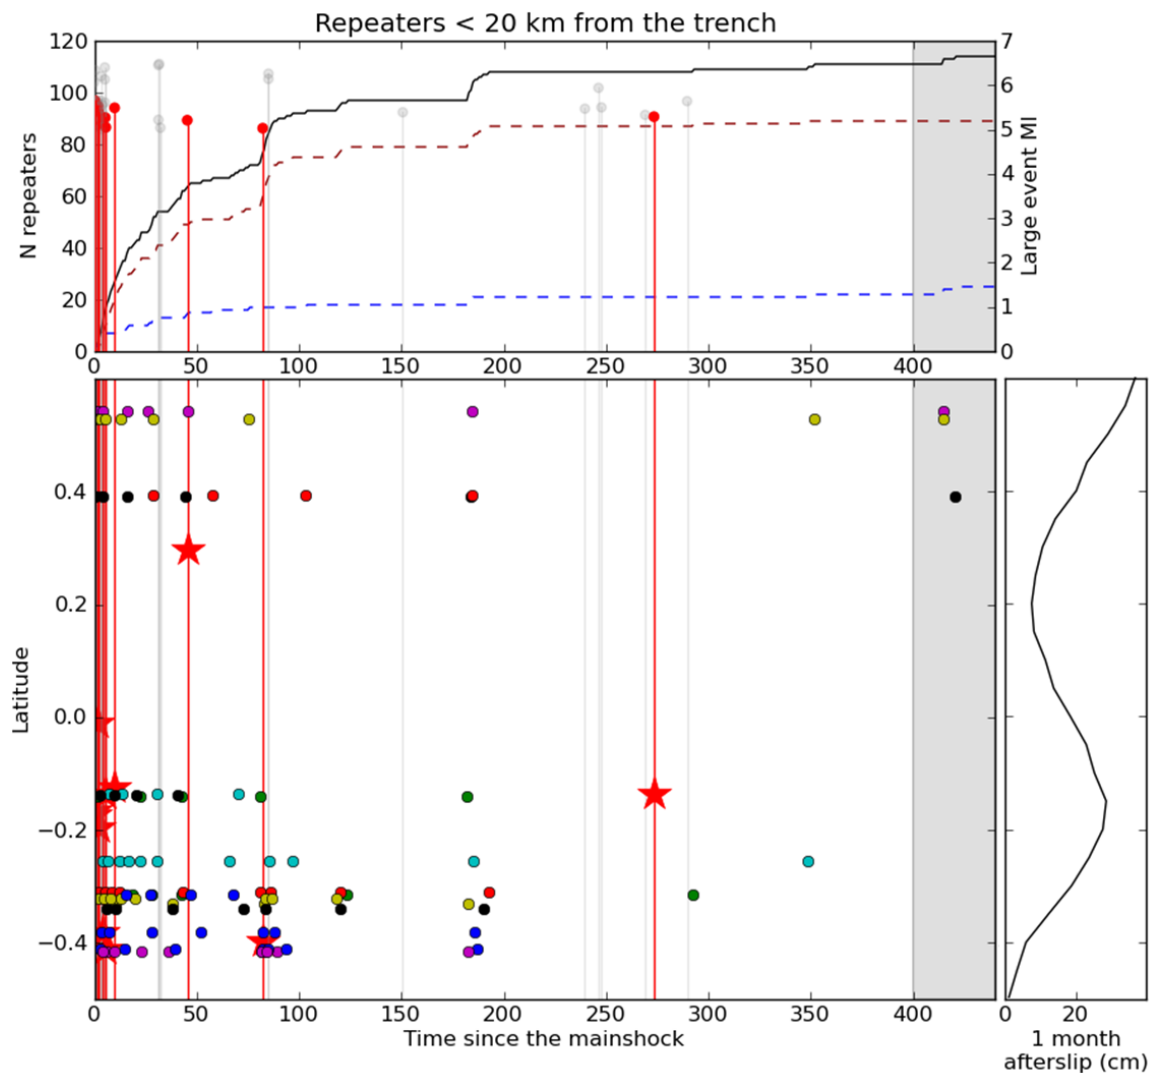 Repeaters < 20 km from the trench
120
100
80
60
40
20
0
N repeaters
7
6
5
4
3
2
1
0
Large event Ml
0 50 100 150 200 250 300 350 400
0.4
0.2
0.0
−0.2
−0.4
Latitude
0 50 100 150 200 250 300 350 400
Time since the mainshock
0 20
1 month
afterslip (cm)